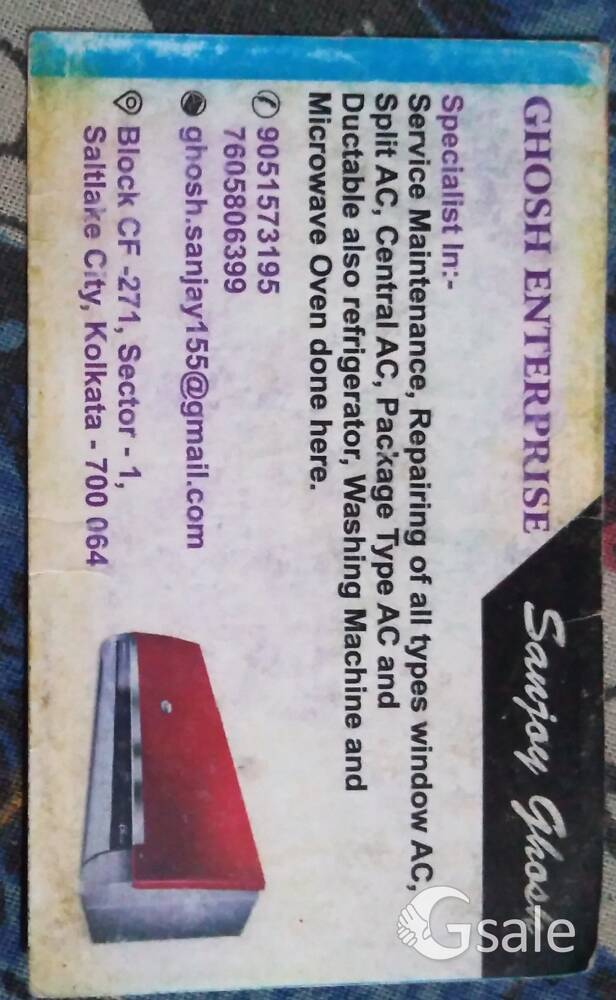 GHOSH ENTERPRISE
Sanjoy Ghosh
Specialist In:-
Service Maintenance, Repairing of all types window AC,
Split AC, Central AC, Package Type AC and
Ductable also refrigerator, Washing Machine and
Microwave Oven done here.
9051573195
7605806399
ghosh.sanjay155@gmail.com
Block CF -271, Sector - 1,
Saltlake City, Kolkata - 700 064
Gsale